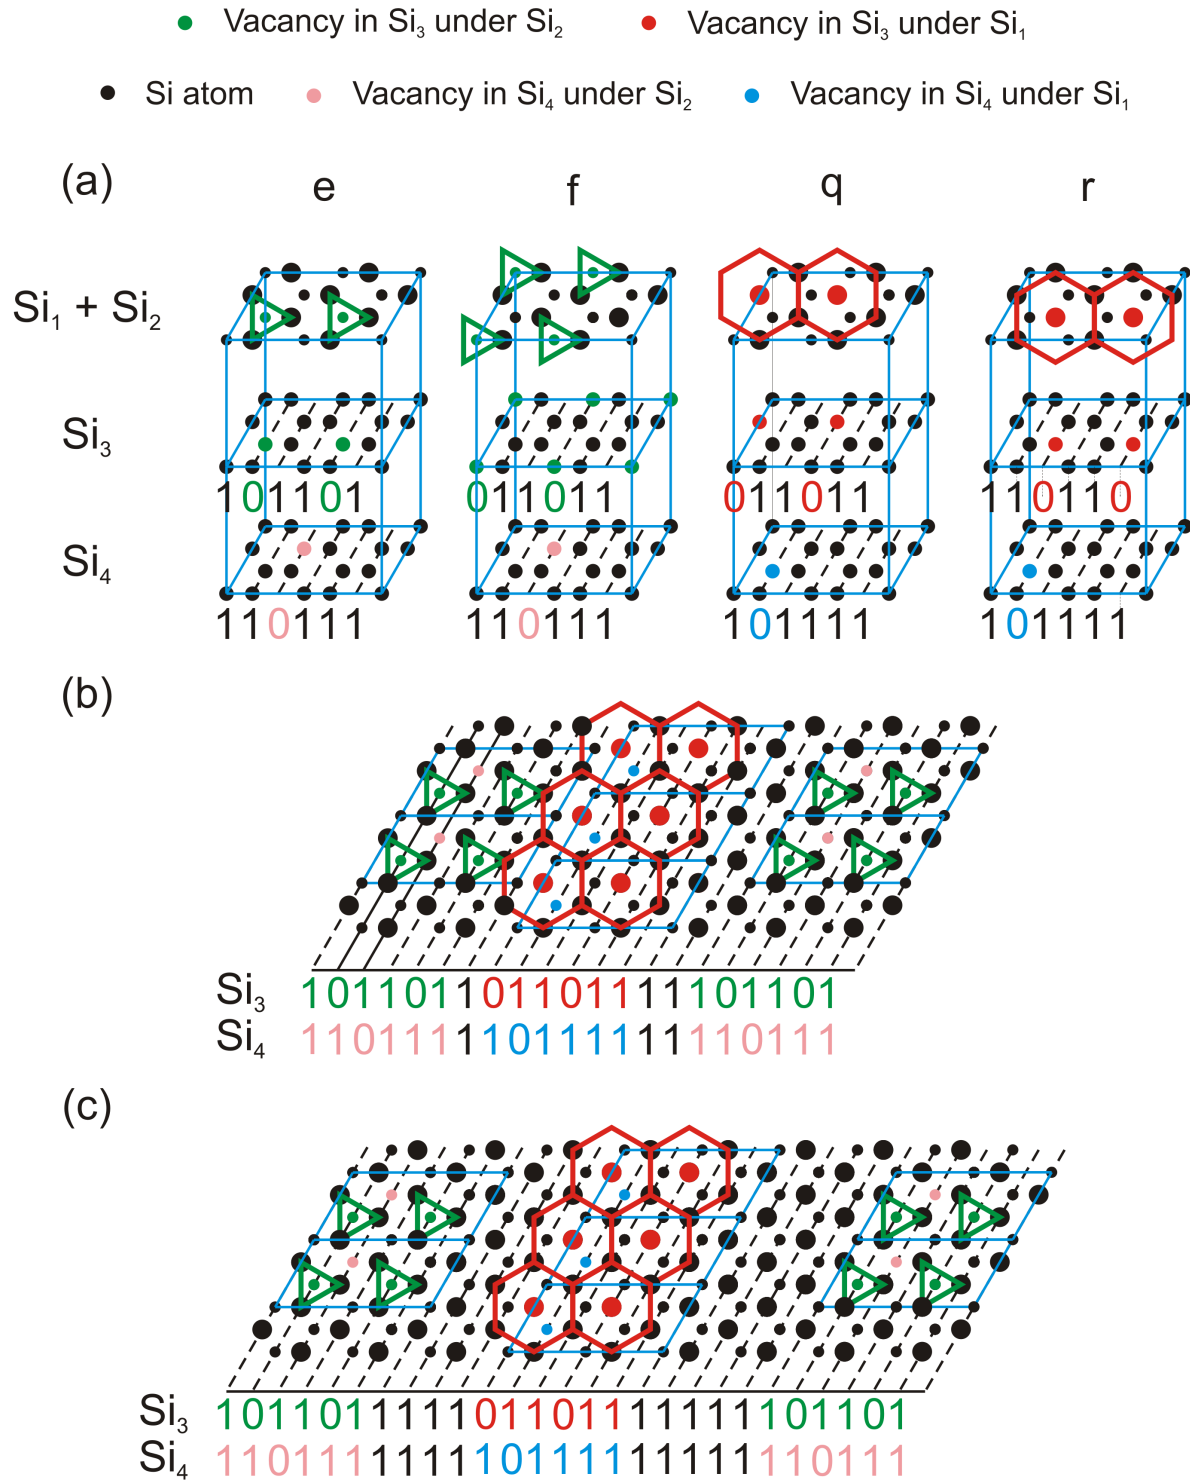 Vacancy in Si3 under Si2 Vacancy in Si3 under Si1
Si atom Vacancy in Si4 under Si2 Vacancy in Si4 under Si1
(a)
e f q r
Si1 + Si2
Si3
101101 011011 011011 110110
Si4
110111 110111 101111 101111
(b)
Si3 101101101101111101101
Si4 110111110111111110111
(c)
Si3 101101111101101111111101101
Si4 110111111110111111111110111